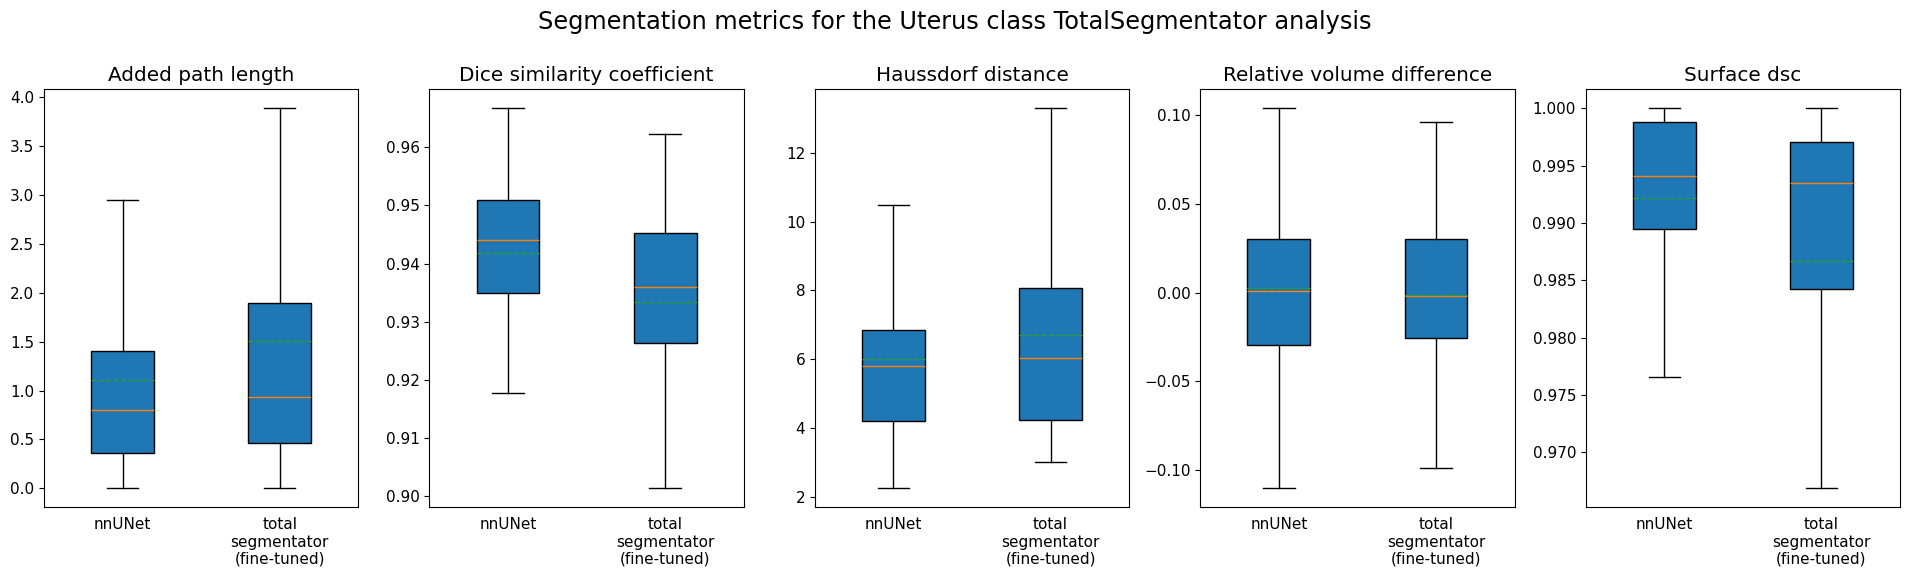 Segmentation metrics for the Uterus class TotalSegmentator analysis
Added path length
4.0
3.5
3.0
2.5
2.0
1.5
1.0
0.5
0.0
nnUNet
total
segmentator
(fine-tuned)
Dice similarity coefficient
0.96
0.95
0.94
0.93
0.92
0.91
0.90
nnUNet
total
segmentator
(fine-tuned)
Haussdorf distance
12
10
8
6
4
2
nnUNet
total
segmentator
(fine-tuned)
Relative volume difference
0.10
0.05
0.00
−0.05
−0.10
nnUNet
total
segmentator
(fine-tuned)
Surface dsc
1.000
0.995
0.990
0.985
0.980
0.975
0.970
nnUNet
total
segmentator
(fine-tuned)